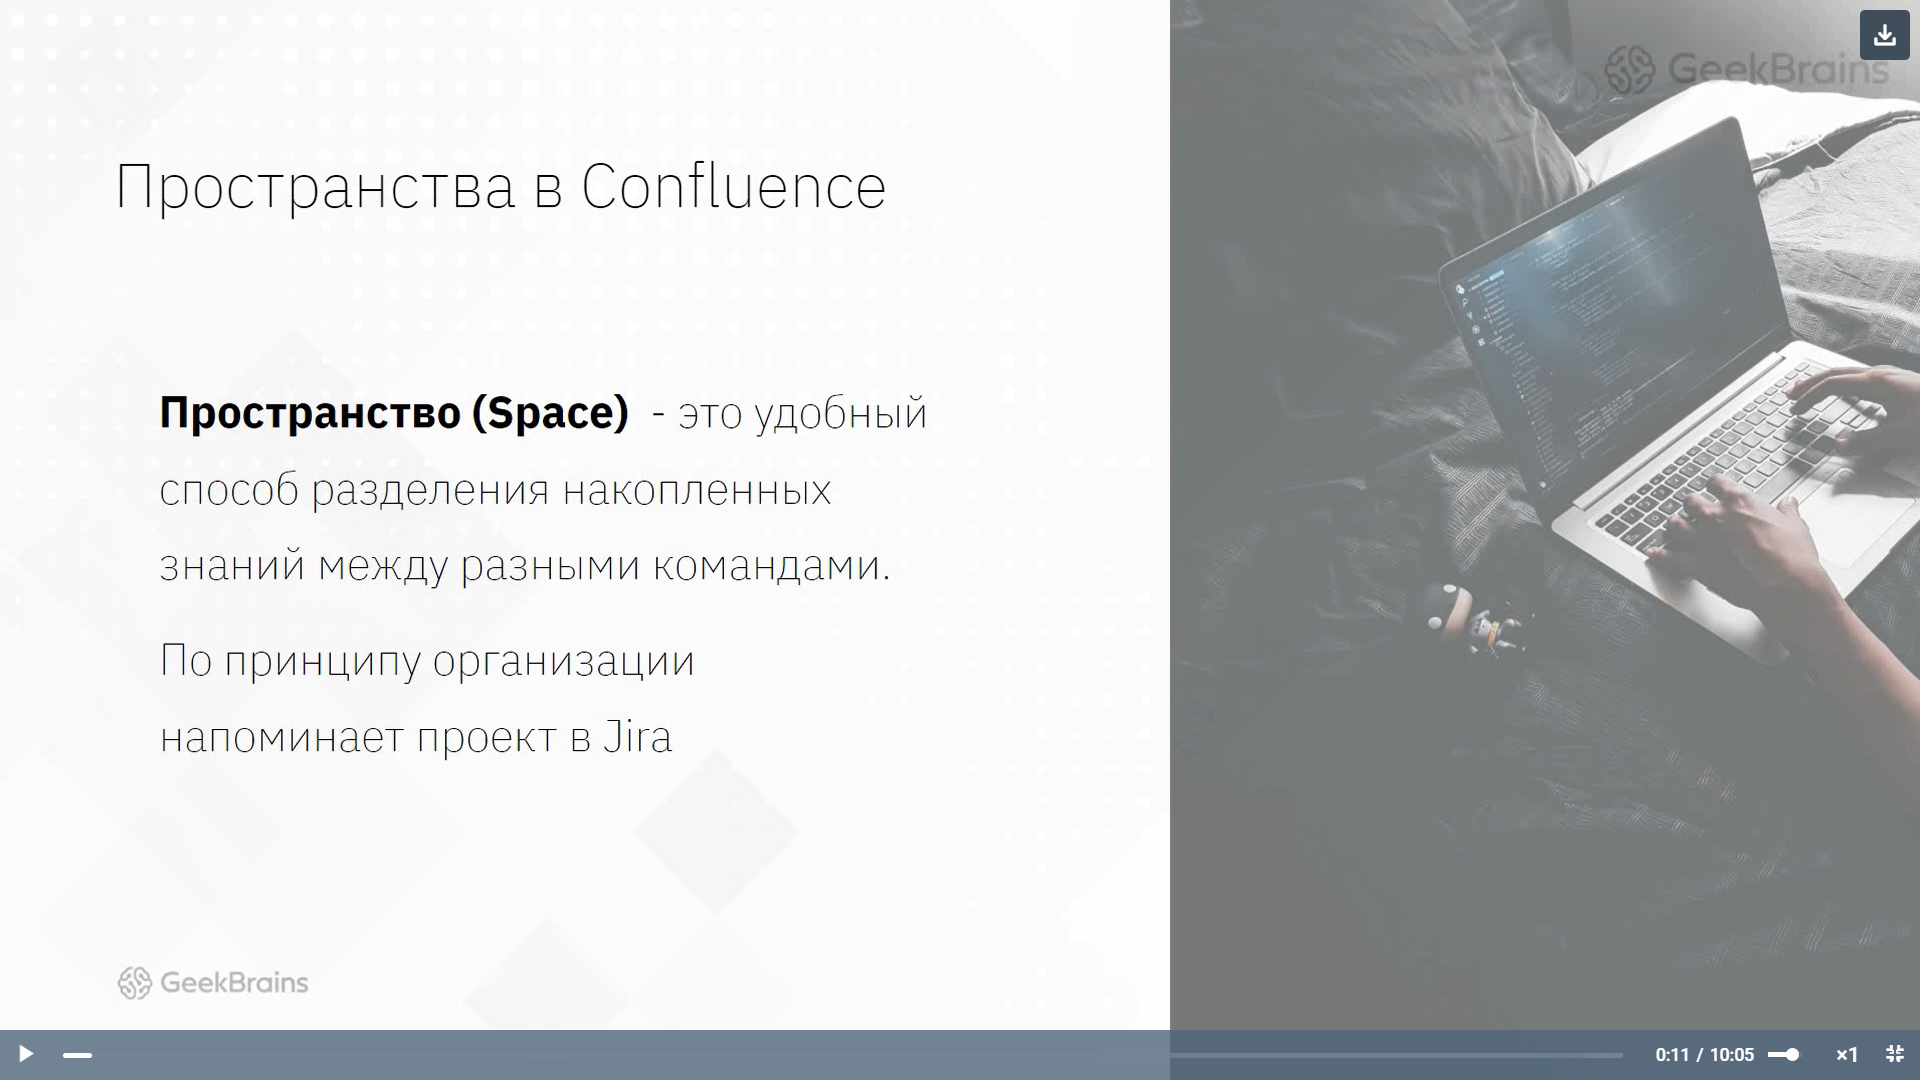 GeekBrains
Пространства в Confluence
Пространство (Space) - это удобный
способ разделения накопленных
знаний между разными командами.
По принципу организации
напоминает проект в Jira
GeekBrains
0:11 / 10:05
×1